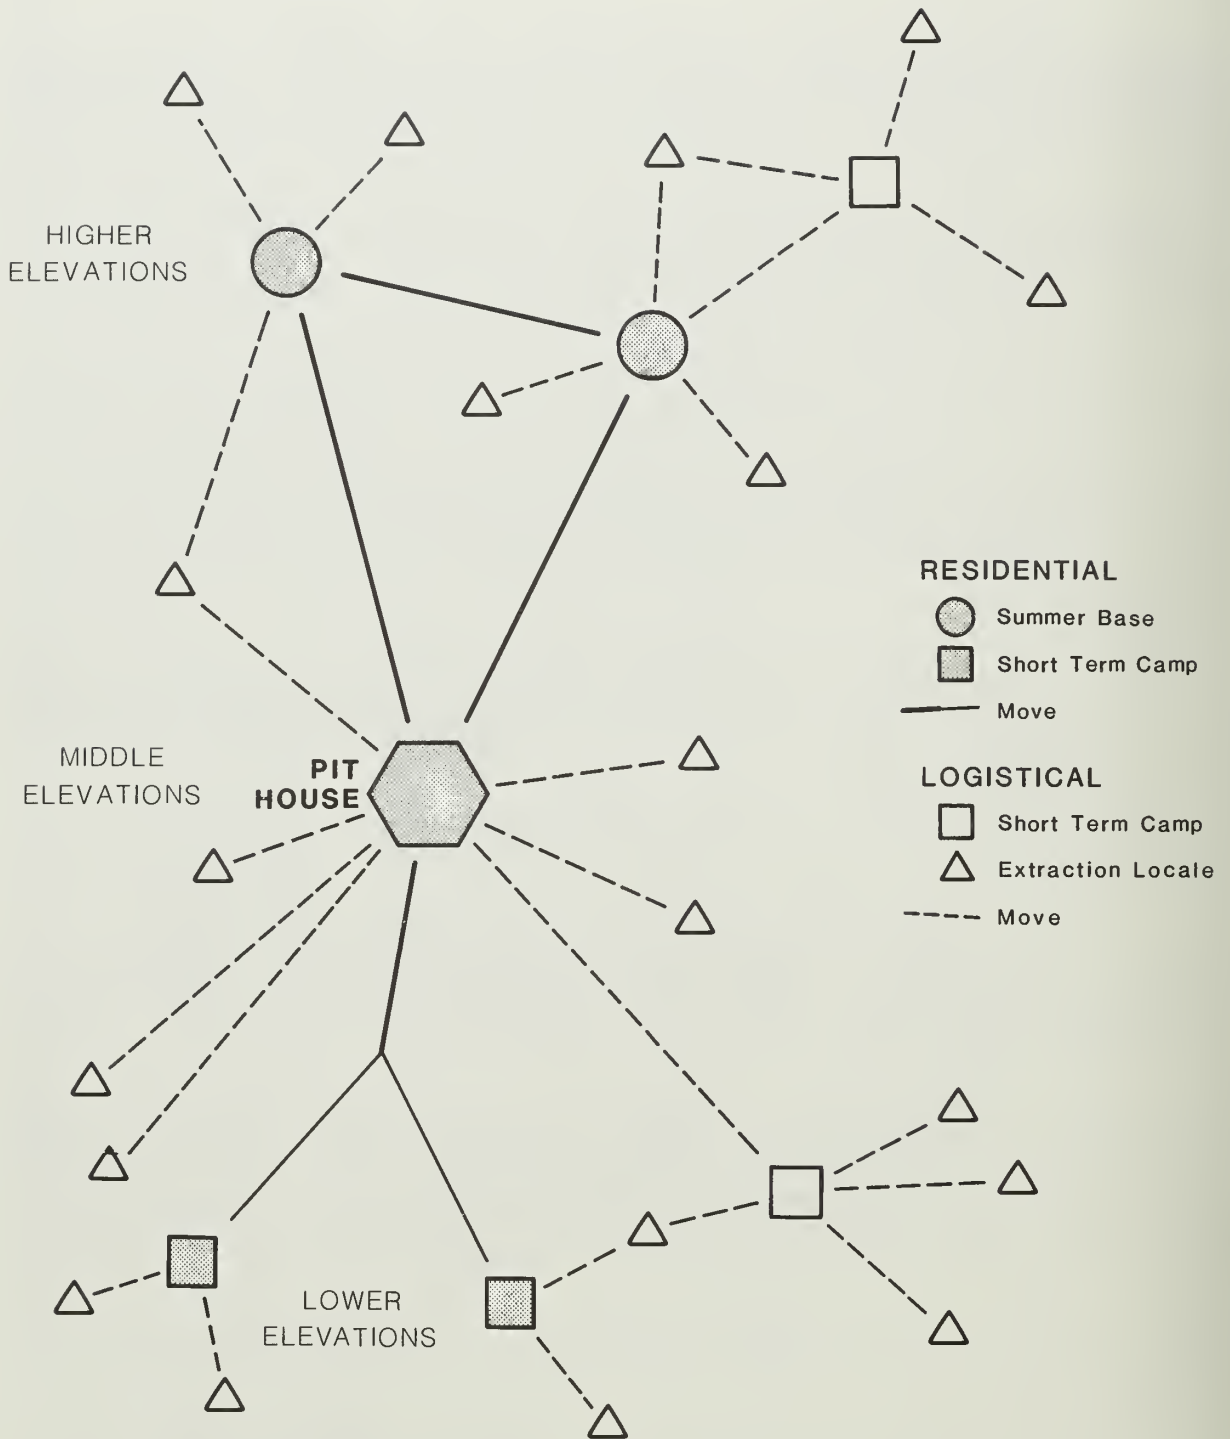 HIGHER
ELEVATIONS
RESIDENTIAL
Summer Base
Short Term Camp
Move
MIDDLE
ELEVATIONS
PIT
HOUSE
LOGISTICAL
Short Term Camp
Extraction Locale
Move
LOWER
ELEVATIONS